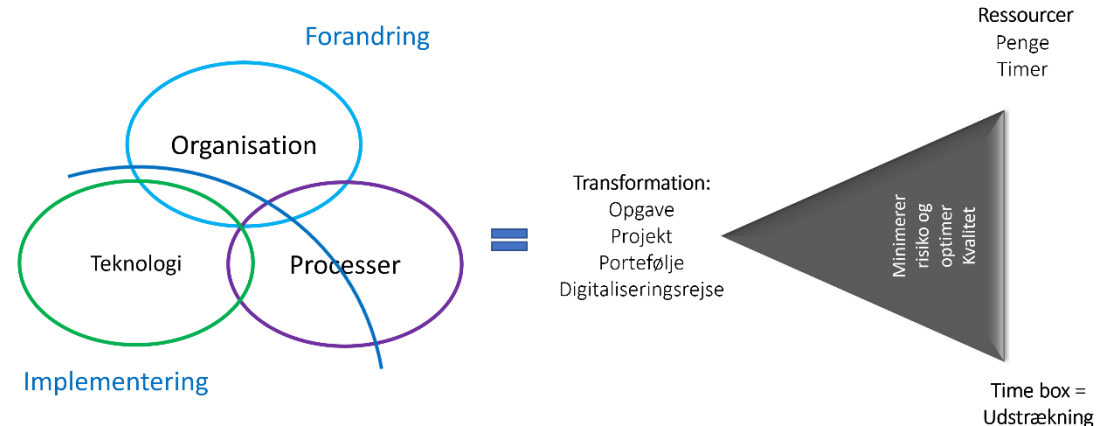 Forandring
Organisation
Teknologi
Processer
Implementering
Transformation:
Opgave
Projekt
Portefølje
Digitaliseringsrejse
Ressourcer
Penge
Timer
Minimerer
risiko og
optimer
Kvalitet
Time box =
Udstrækning